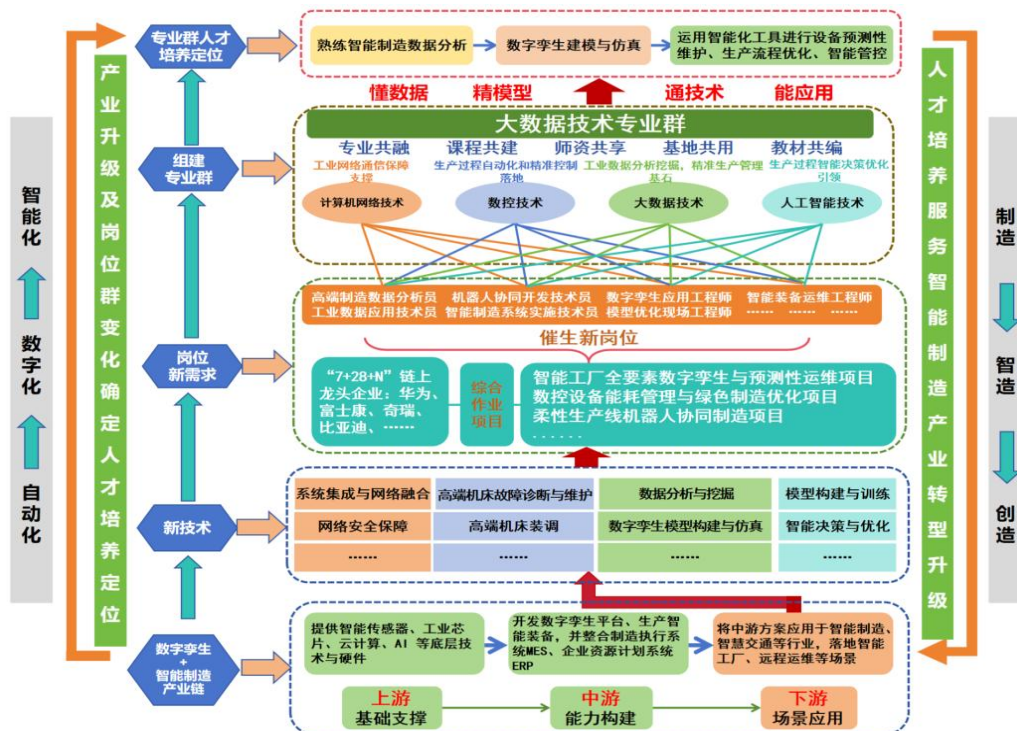 智能化
数字化
自动化
产业升级及岗位群变化确定人才培养定位
专业群人才
培养定位
熟练智能制造数据分析
数字孪生建模与仿真
运用智能化工具进行设备预测性
维护、生产流程优化、智能管控
懂数据
精模型
通技术
能应用
组建
专业群
大数据技术专业群
专业共融
课程共建
师资共享
基地共用
教材共编
工业网络通信保障
支撑
生产过程自动化和精准控制
落地
工业数据分析挖掘，精准生产管理
基石
生产过程智能决策优化
引领
计算机网络技术
数控技术
大数据技术
人工智能技术
岗位
新需求
高端制造数据分析员
工业数据应用技术员
机器人协同开发技术员
智能制造系统实施技术员
数字孪生应用工程师
模型优化现场工程师
智能装备运维工程师
…… …… ……
催生新岗位
“7+28+N”链上
龙头企业：华为、
富士康、奇瑞、
比亚迪、……
综合
作业
项目
智能工厂全要素数字孪生与预测性运维项目
数控设备能耗管理与绿色制造优化项目
柔性生产线机器人协同制造项目
......
新技术
系统集成与网络融合
高端机床故障诊断与维护
数据分析与挖掘
模型构建与训练
网络安全保障
高端机床装调
数字孪生模型构建与仿真
智能决策与优化
……
……
……
……
数字孪生
+
智能制造
产业链
提供智能传感器、工业芯
片、云计算、AI 等底层技
术与硬件
开发数字孪生平台、生产智
能装备，并整合制造执行系
统MES、企业资源计划系统
ERP
将中游方案应用于智能制造、
智慧交通等行业，落地智能
工厂、远程运维等场景
上游
基础支撑
中游
能力构建
下游
场景应用
人才培养服务智能制造产业转型升级
制造
智造
创造